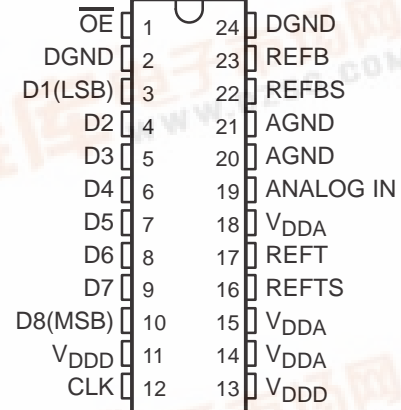 O̅E̅ 1 24 DGND
DGND 2 23 REFB
D1(LSB) 3 22 REFBS
D2 4 21 AGND
D3 5 20 AGND
D4 6 19 ANALOG IN
D5 7 18 VDDA
D6 8 17 REFT
D7 9 16 REFTS
D8(MSB) 10 15 VDDA
VDDD 11 14 VDDA
CLK 12 13 VDDD